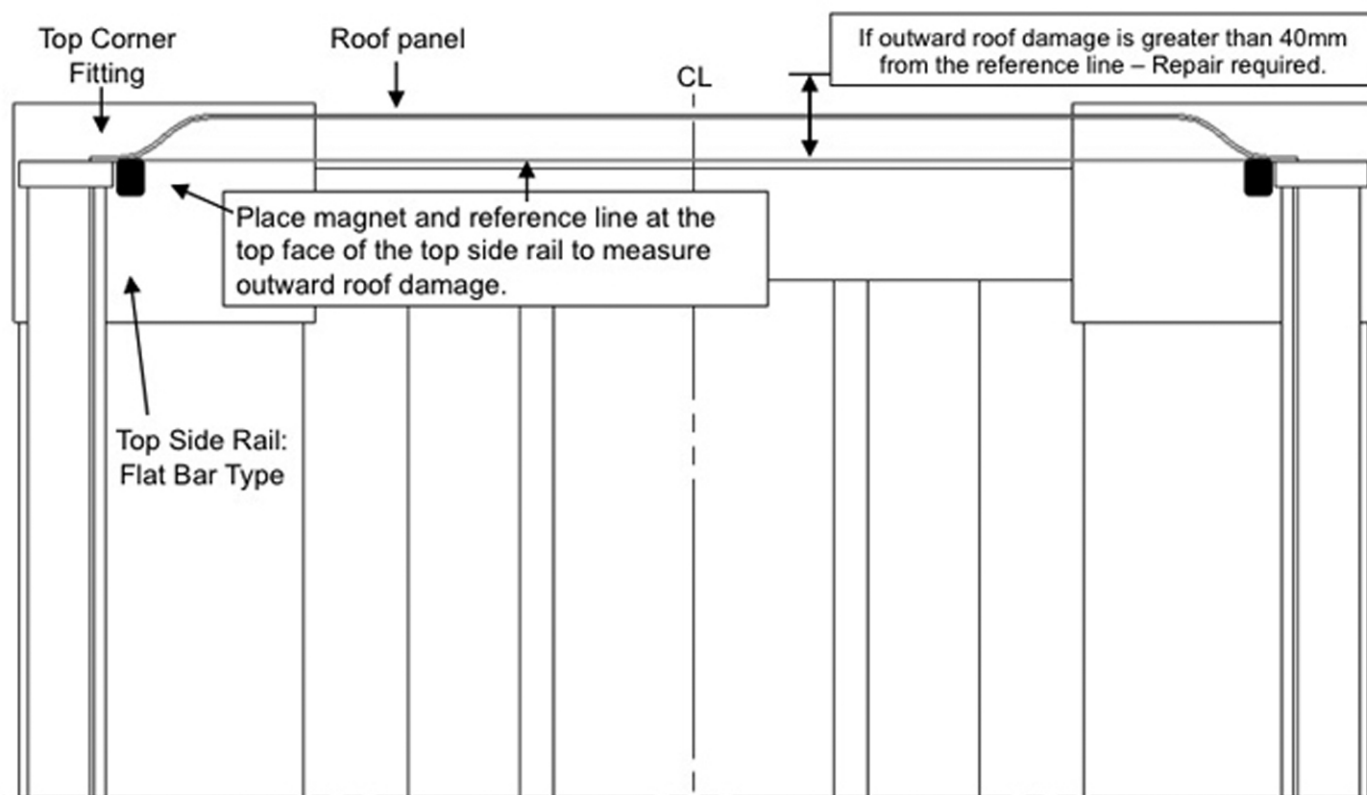 Top Corner
Fitting
Roof panel
CL
If outward roof damage is greater than 40mm
from the reference line – Repair required.
Place magnet and reference line at the
top face of the top side rail to measure
outward roof damage.
Top Side Rail:
Flat Bar Type